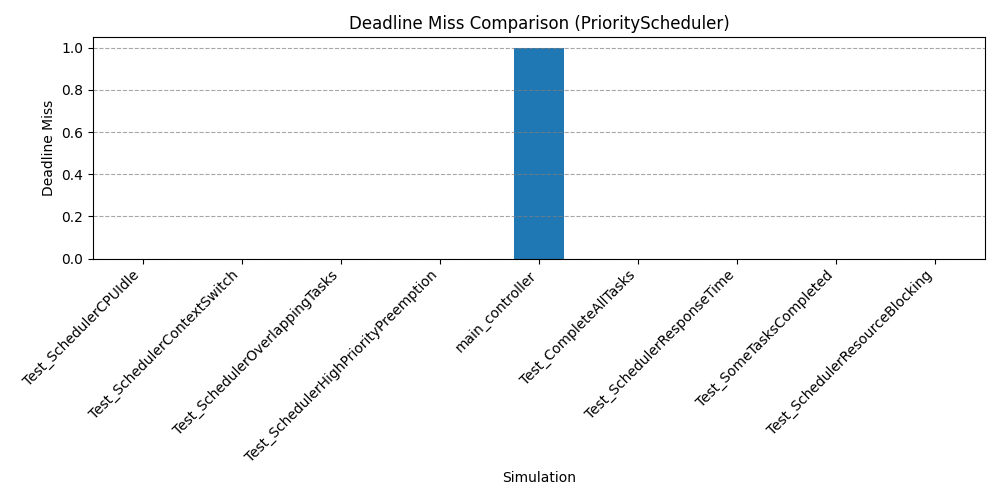 Deadline Miss Comparison (PriorityScheduler)
Deadline Miss
1.0
0.8
0.6
0.4
0.2
0.0
Test_SchedulerCPUIdle
Test_SchedulerContextSwitch
Test_SchedulerOverlappingTasks
Test_SchedulerHighPriorityPreemption
main_controller
Test_CompleteAllTasks
Test_SchedulerResponseTime
Test_SomeTasksCompleted
Test_SchedulerResourceBlocking
Simulation